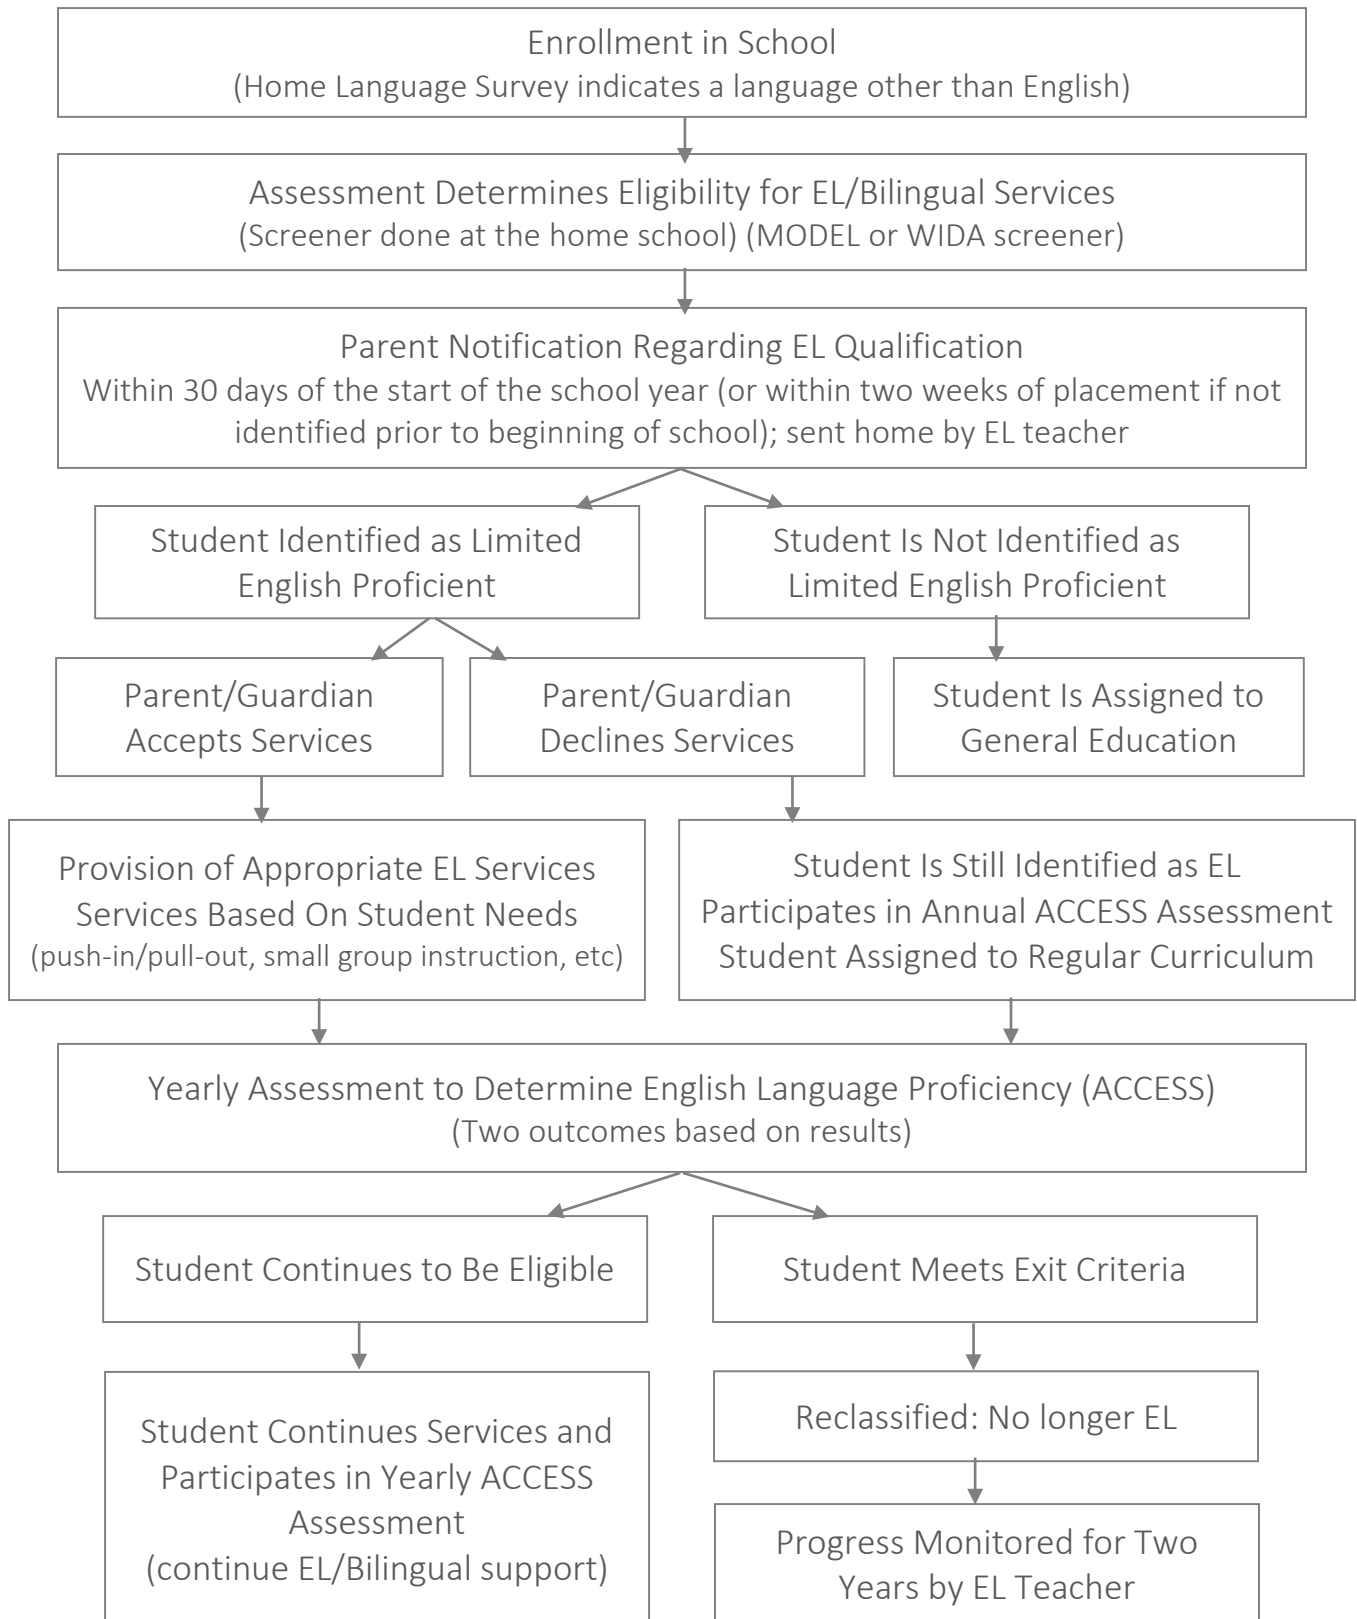 Enrollment in School
(Home Language Survey indicates a language other than English)
Assessment Determines Eligibility for EL/Bilingual Services
(Screener done at the home school) (MODEL or WIDA screener)
Parent Notification Regarding EL Qualification
Within 30 days of the start of the school year (or within two weeks of placement if not
identified prior to beginning of school); sent home by EL teacher
Student Identified as Limited
English Proficient
Student Is Not Identified as
Limited English Proficient
Parent/Guardian
Accepts Services
Parent/Guardian
Declines Services
Student Is Assigned to
General Education
Provision of Appropriate EL Services
Services Based On Student Needs
(push-in/pull-out, small group instruction, etc)
Student Is Still Identified as EL
Participates in Annual ACCESS Assessment
Student Assigned to Regular Curriculum
Yearly Assessment to Determine English Language Proficiency (ACCESS)
(Two outcomes based on results)
Student Continues to Be Eligible
Student Meets Exit Criteria
Student Continues Services and
Participates in Yearly ACCESS
Assessment
(continue EL/Bilingual support)
Reclassified: No longer EL
Progress Monitored for Two
Years by EL Teacher